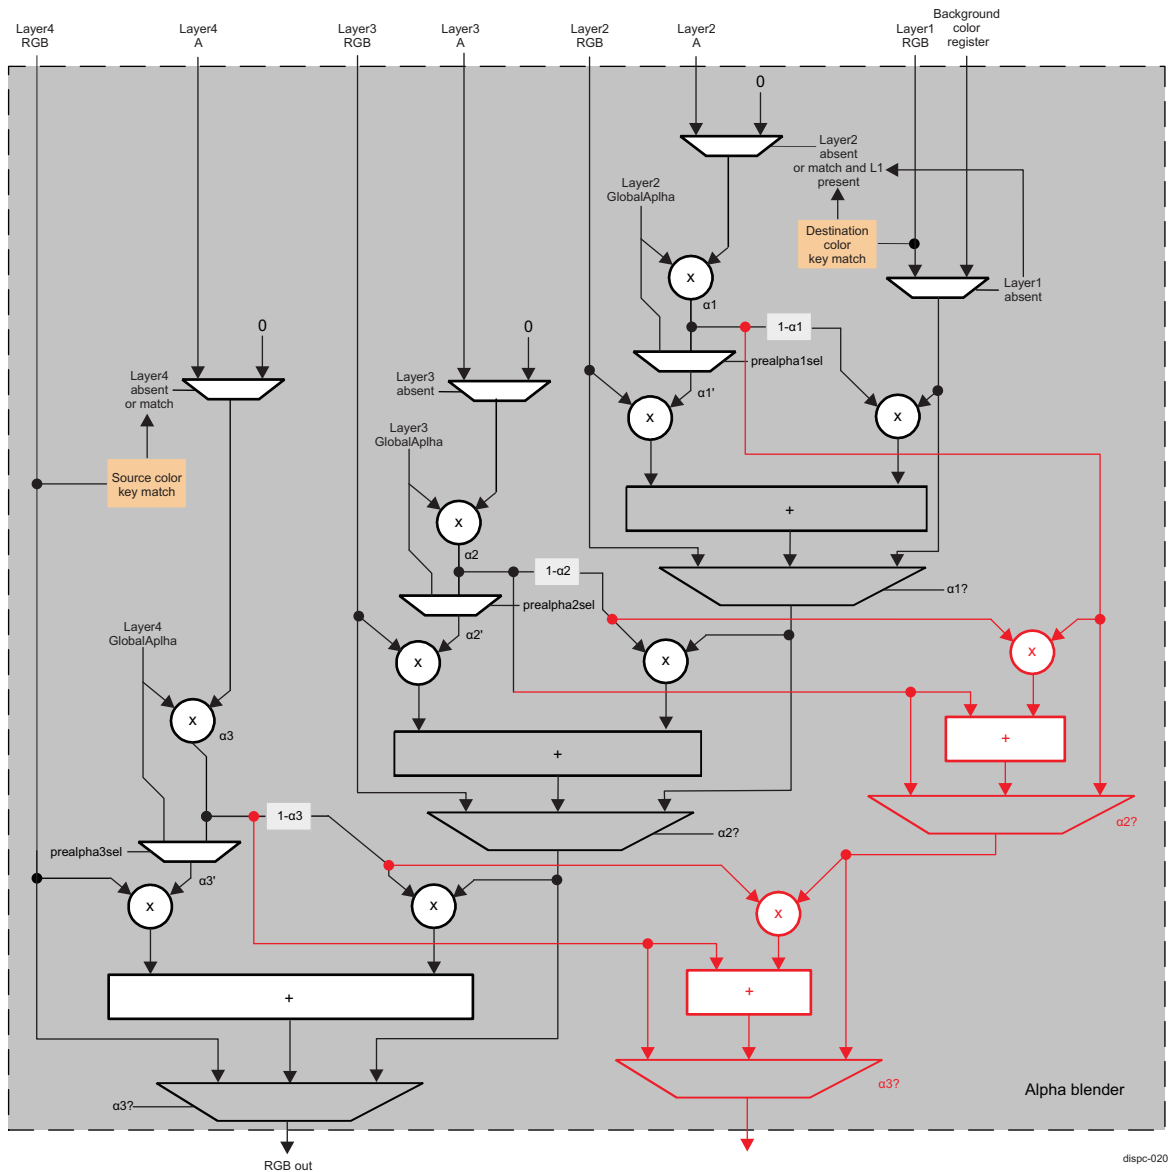 Layer4
RGB
Layer4
A
Layer3
RGB
Layer3
A
Layer2
RGB
Layer2
A
Layer1
RGB
Background
color
register
0
Layer2
absent
or match and L1
present
Layer2
GlobalAplha
Destination
color
key match
x
Layer1
absent
α1
1-α1
prealpha1sel
α1'
x
x
0
0
Layer4
absent
or match
Layer3
absent
Layer3
GlobalAplha
Source color
key match
+
x
α2
1-α2
α1?
prealpha2sel
α2'
x
x
x
Layer4
GlobalAplha
x
α3
+
+
1-α3
α2?
α2?
prealpha3sel
α3'
x
x
x
+
+
α3?
α3?
Alpha blender
RGB out
dispc-020